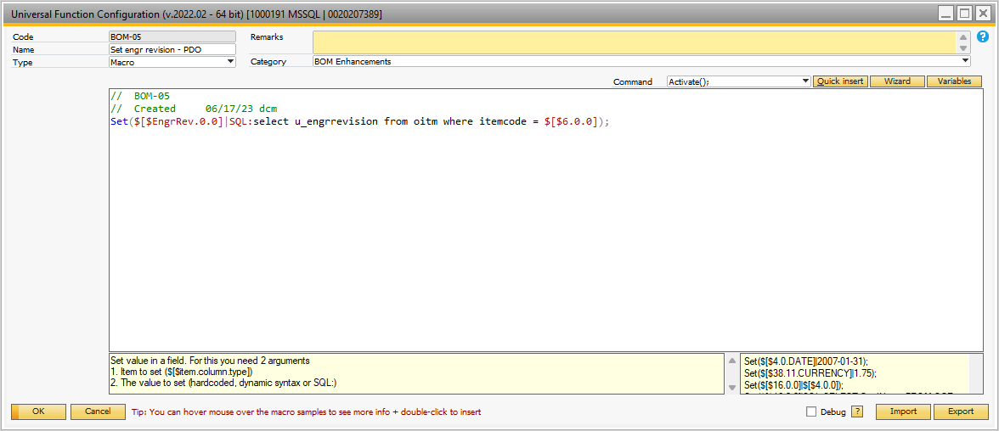 Universal Function Configuration (v.2022.02 - 64 bit) [1000191 MSSQL | 0020207389]
Code BOM-05 Remarks
Name Set engr revision - PDO
Type Macro Category BOM Enhancements
Command Activate(); Quick insert Wizard Variables
// BOM-05
// Created 06/17/23 dcm
Set($[$EngrRev.0.0]|SQL:select u_engrrevision from oitm where itemcode = $[$6.0.0]);
Set value in a field. For this you need 2 arguments
1. Item to set ($[$item.column.type])
2. The value to set (hardcoded, dynamic syntax or SQL:)
Set($[$4.0.DATE]|2007-01-31);
Set($[$38.11.CURRENCY]|1.75);
Set($[$16.0.0]|$[$4.0.0]);
OK Cancel Tip: You can hover mouse over the macro samples to see more info + double-click to insert Debug ? Import Export